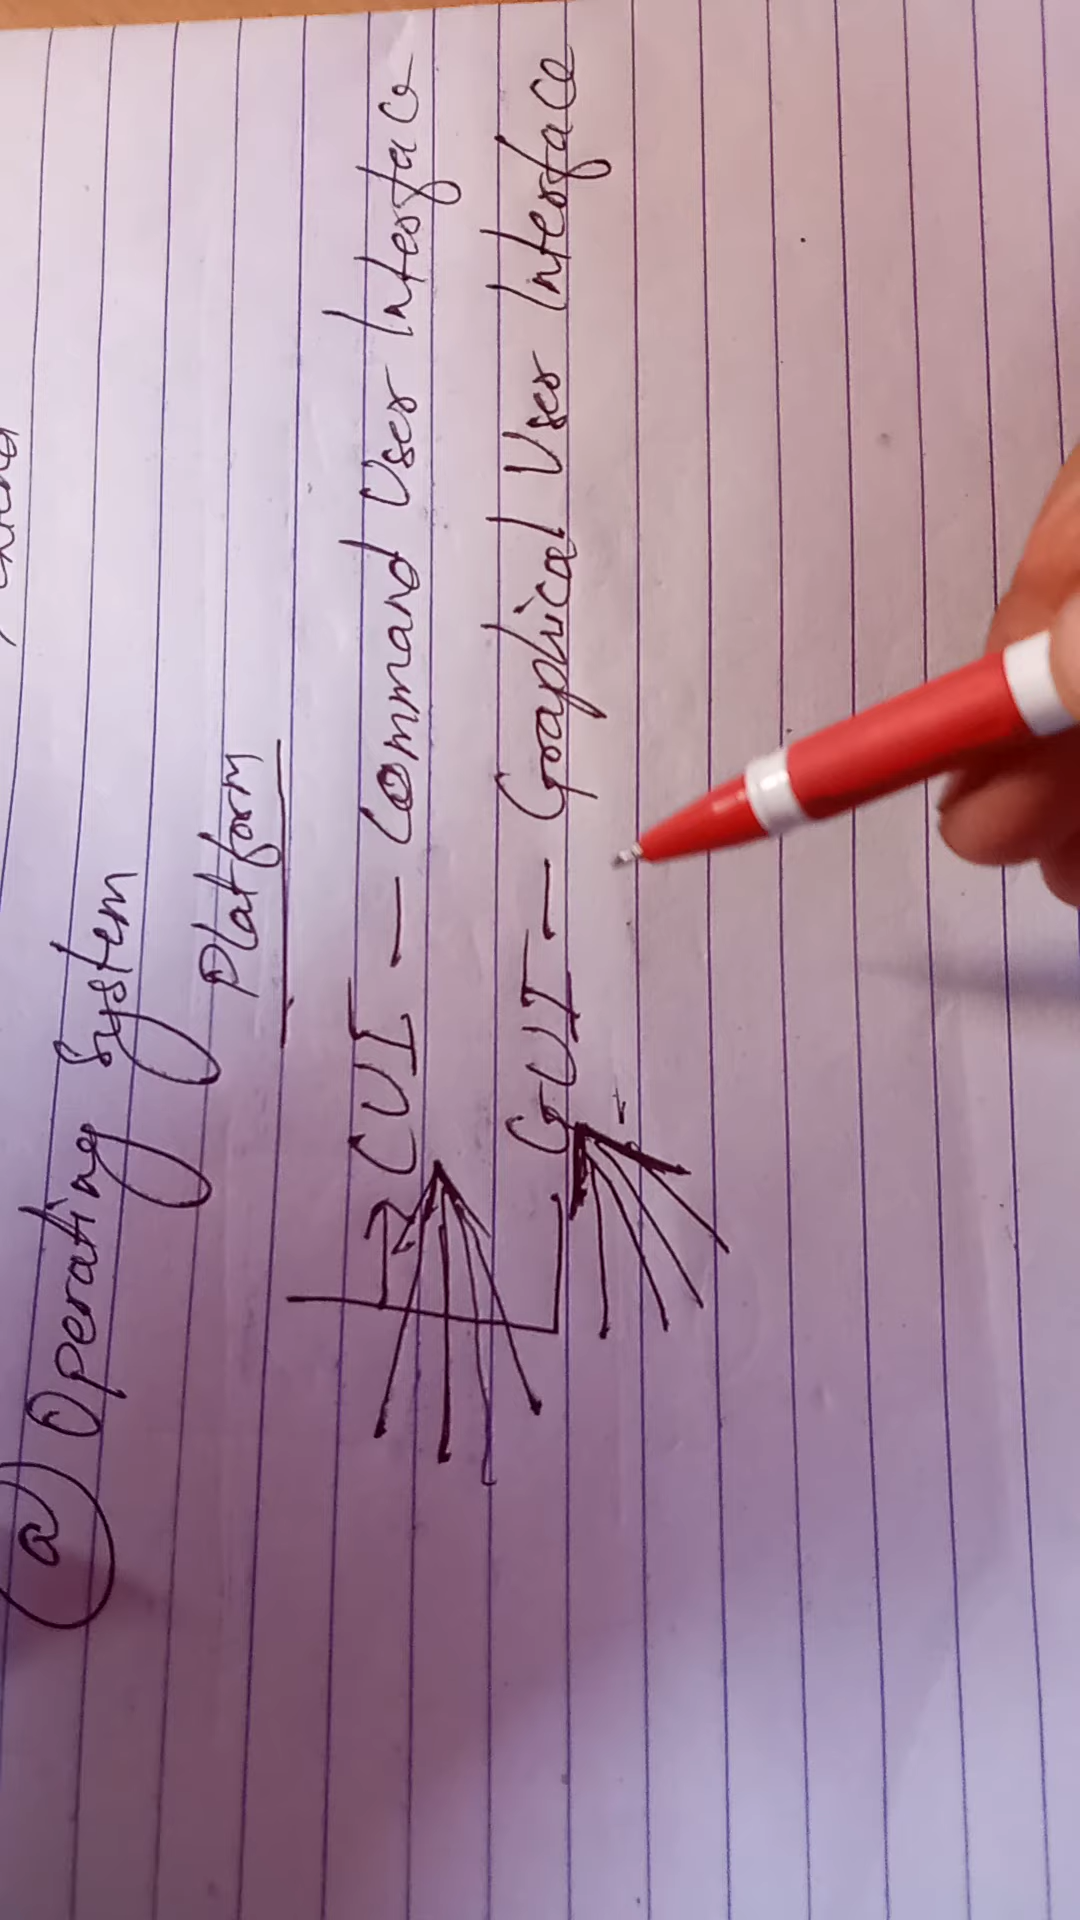 a Operating System
Platform
CUI - Command User Interface
GUI - Graphical User Interface